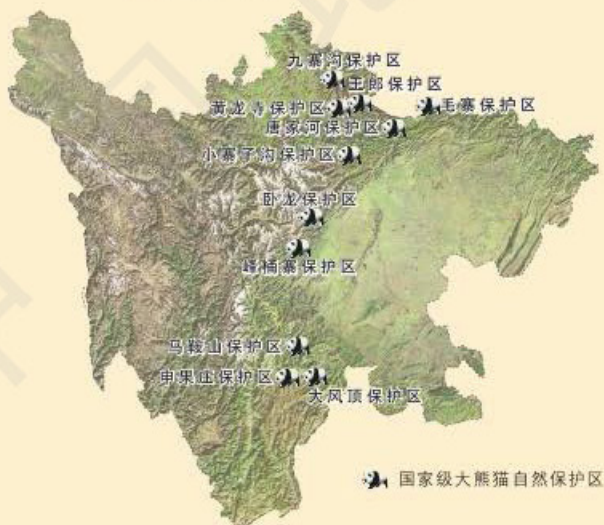 九寨沟保护区
王郎保护区
黄龙寺保护区
毛寨保护区
唐家河保护区
小寨子沟保护区
卧龙保护区
蜂桶寨保护区
马鞍山保护区
申果庄保护区
大风顶保护区
国家级大熊猫自然保护区